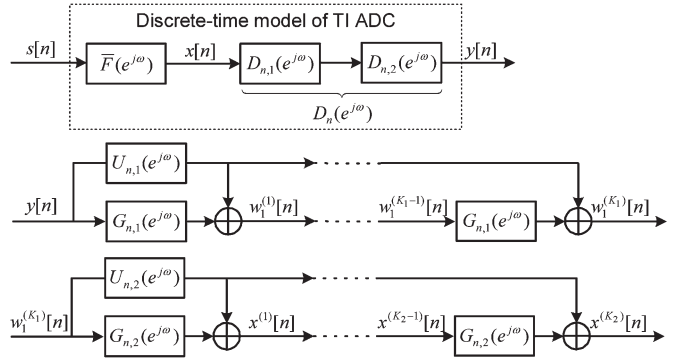 Discrete-time model of TI ADC
s[n] F̅(e^{jω}) x[n] D_{n,1}(e^{jω}) D_{n,2}(e^{jω}) y[n]
D_n(e^{jω})
U_{n,1}(e^{jω})
y[n] G_{n,1}(e^{jω}) w_1^{(1)}[n] w_1^{(K_1-1)}[n] G_{n,1}(e^{jω}) w_1^{(K_1)}[n]
U_{n,2}(e^{jω})
w_1^{(K_1)}[n] G_{n,2}(e^{jω}) x^{(1)}[n] x^{(K_2-1)}[n] G_{n,2}(e^{jω}) x^{(K_2)}[n]